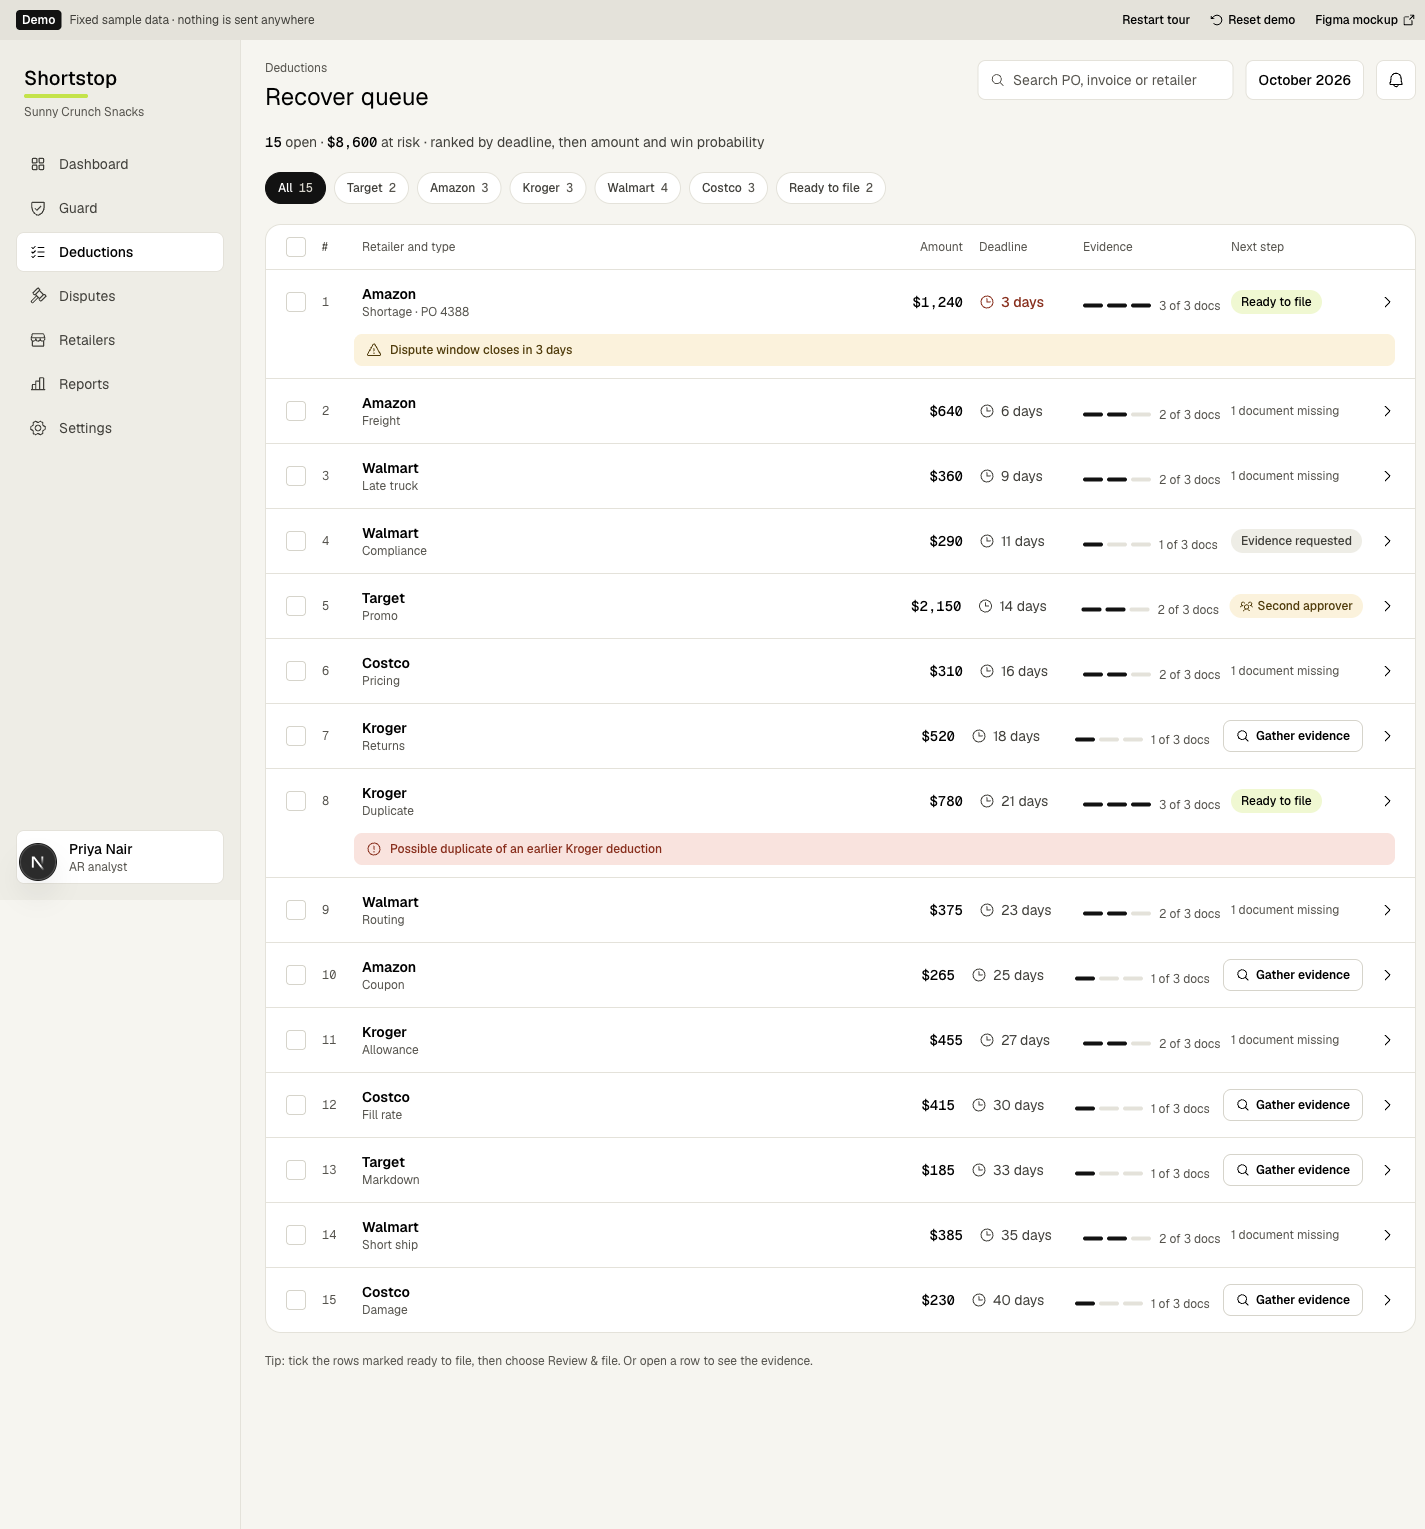 Demo Fixed sample data · nothing is sent anywhere Restart tour Reset demo Figma mockup
Shortstop
Sunny Crunch Snacks
Dashboard
Guard
Deductions
Disputes
Retailers
Reports
Settings
N
Priya Nair
AR analyst
Deductions
Recover queue
Search PO, invoice or retailer October 2026
15 open · $8,600 at risk · ranked by deadline, then amount and win probability
All 15 Target 2 Amazon 3 Kroger 3 Walmart 4 Costco 3 Ready to file 2
# Retailer and type Amount Deadline Evidence Next step
1 Amazon $1,240 3 days 3 of 3 docs Ready to file
Shortage · PO 4388
Dispute window closes in 3 days
2 Amazon $640 6 days 2 of 3 docs 1 document missing
Freight
3 Walmart $360 9 days 2 of 3 docs 1 document missing
Late truck
4 Walmart $290 11 days 1 of 3 docs Evidence requested
Compliance
5 Target $2,150 14 days 2 of 3 docs Second approver
Promo
6 Costco $310 16 days 2 of 3 docs 1 document missing
Pricing
7 Kroger $520 18 days 1 of 3 docs Gather evidence
Returns
8 Kroger $780 21 days 3 of 3 docs Ready to file
Duplicate
Possible duplicate of an earlier Kroger deduction
9 Walmart $375 23 days 2 of 3 docs 1 document missing
Routing
10 Amazon $265 25 days 1 of 3 docs Gather evidence
Coupon
11 Kroger $455 27 days 2 of 3 docs 1 document missing
Allowance
12 Costco $415 30 days 1 of 3 docs Gather evidence
Fill rate
13 Target $185 33 days 1 of 3 docs Gather evidence
Markdown
14 Walmart $385 35 days 2 of 3 docs 1 document missing
Short ship
15 Costco $230 40 days 1 of 3 docs Gather evidence
Damage
Tip: tick the rows marked ready to file, then choose Review & file. Or open a row to see the evidence.